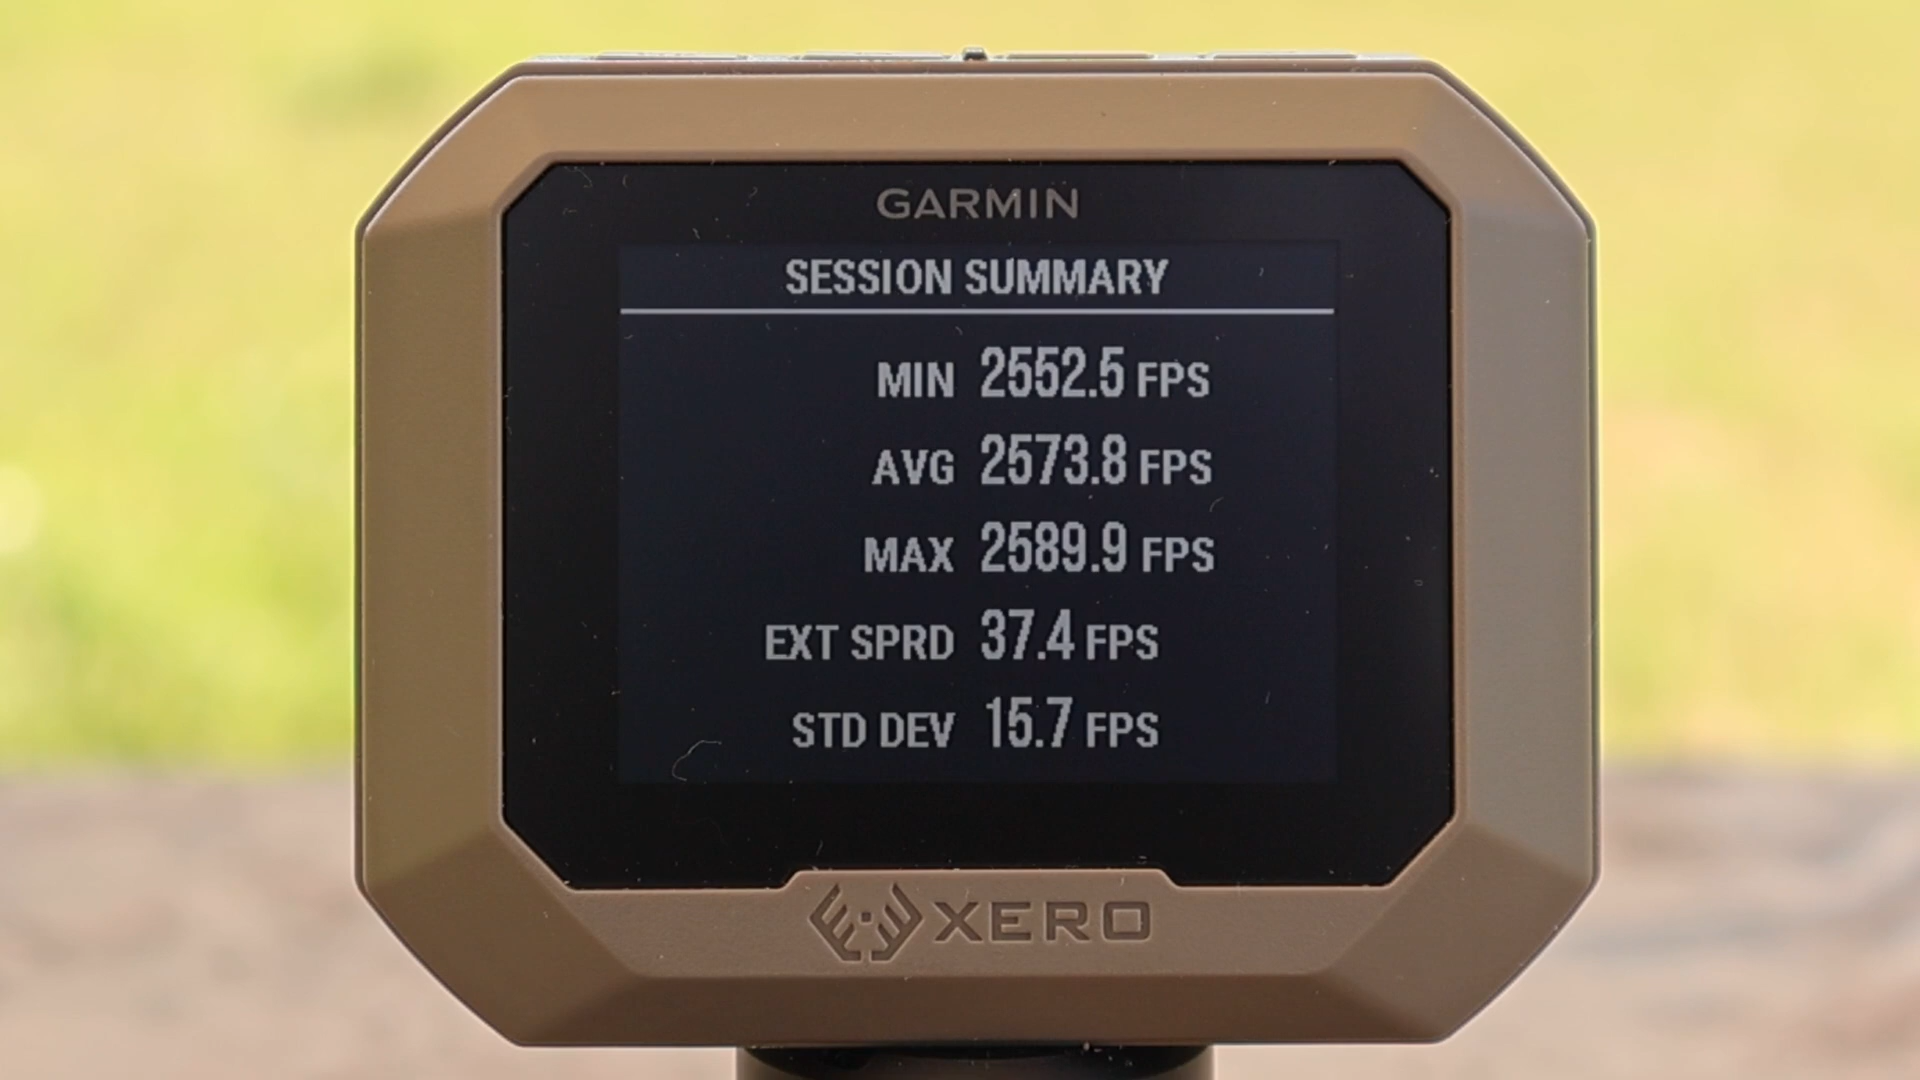 GARMIN
SESSION SUMMARY
MIN 2552.5 FPS
AVG 2573.8 FPS
MAX 2589.9 FPS
EXT SPRD 37.4 FPS
STD DEV 15.7 FPS
XERO